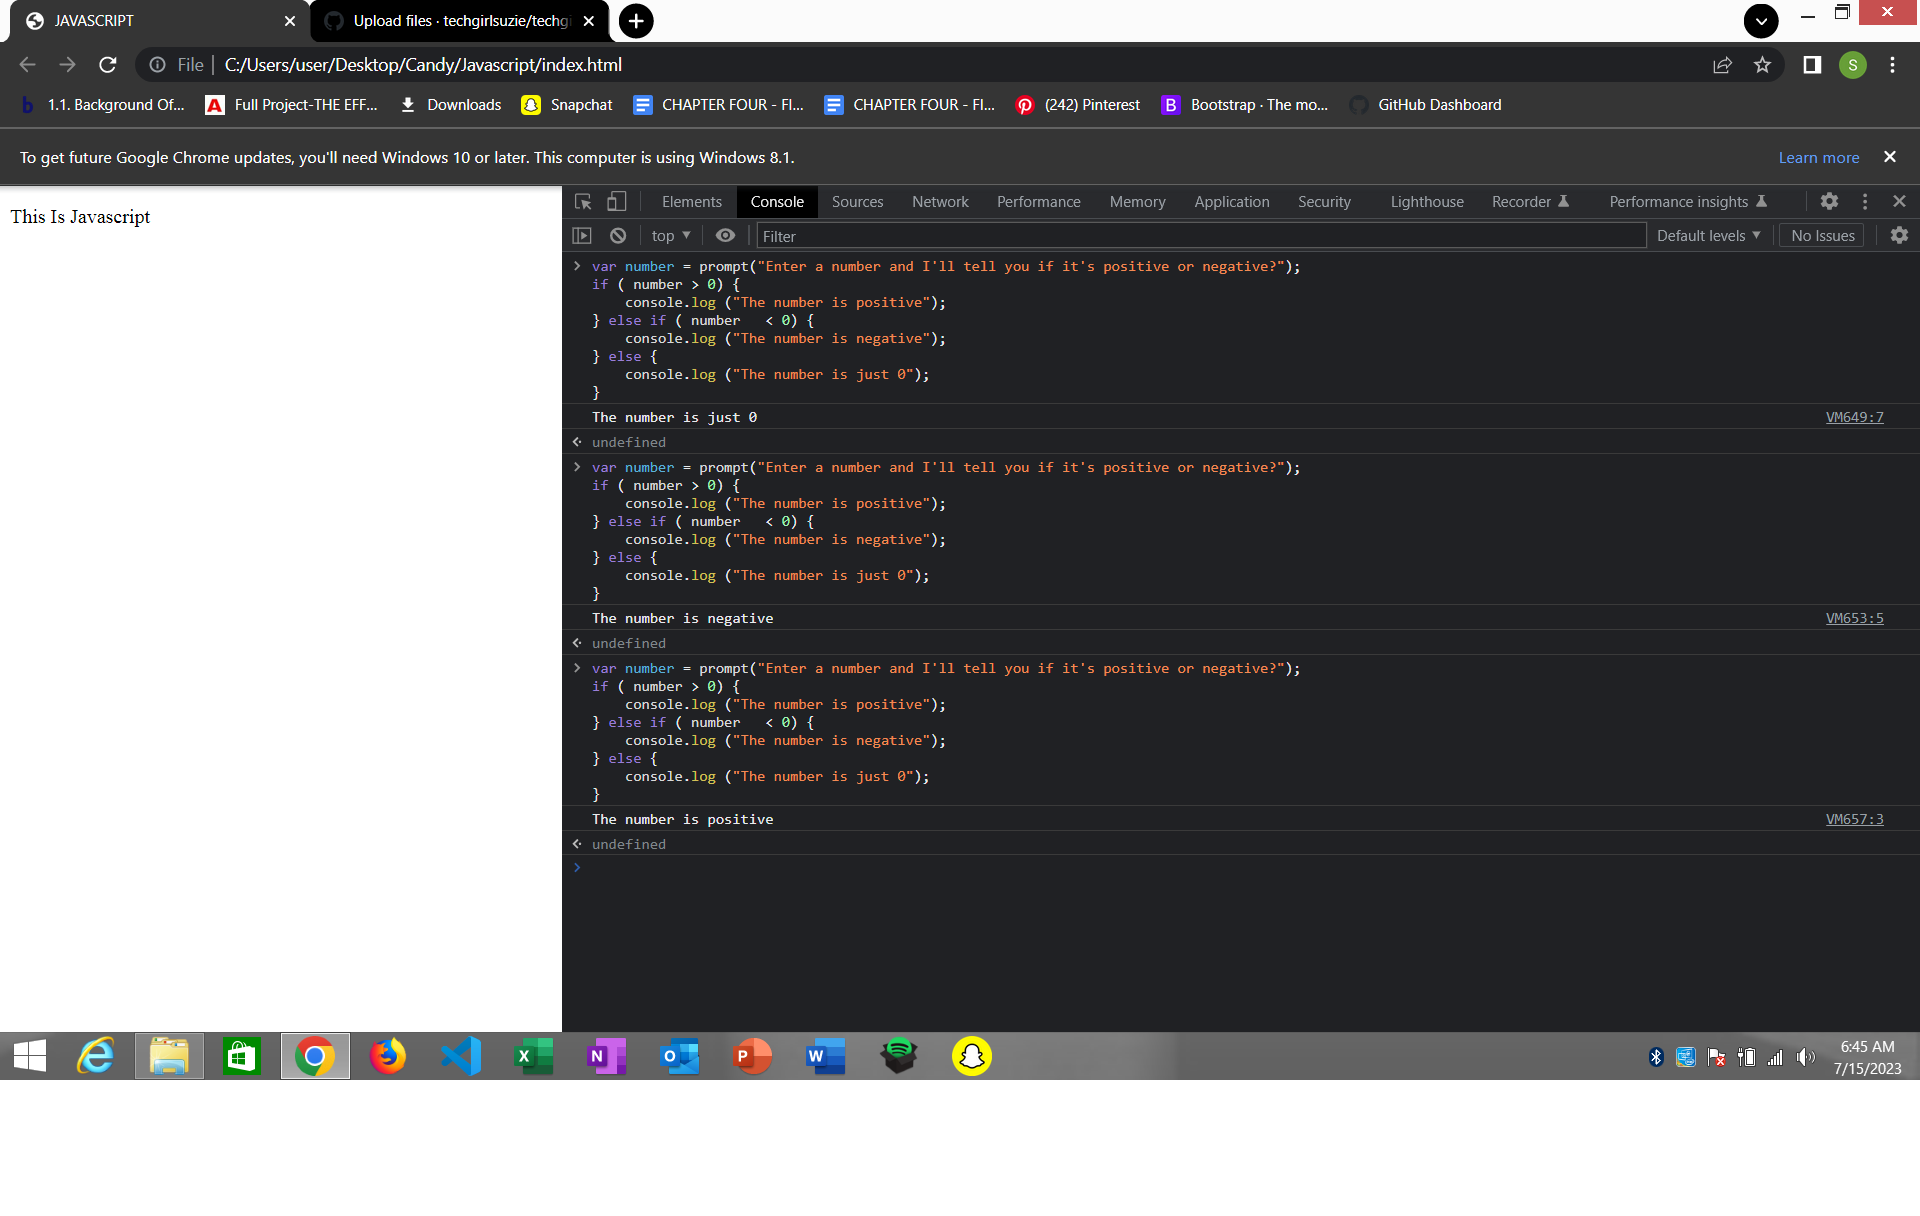 JAVASCRIPT
Upload files · techgirlsuzie/techgi
File | C:/Users/user/Desktop/Candy/Javascript/index.html
S
1.1. Background Of...
Full Project-THE EFF...
Downloads
Snapchat
CHAPTER FOUR - FI...
CHAPTER FOUR - FI...
(242) Pinterest
Bootstrap · The mo...
GitHub Dashboard
To get future Google Chrome updates, you'll need Windows 10 or later. This computer is using Windows 8.1.
Learn more
This Is Javascript
Elements Console Sources Network Performance Memory Application Security Lighthouse Recorder Performance insights
top Filter Default levels No Issues
var number = prompt("Enter a number and I'll tell you if it's positive or negative?");
if ( number > 0) {
    console.log ("The number is positive");
} else if ( number   < 0) {
    console.log ("The number is negative");
} else {
    console.log ("The number is just 0");
}
The number is just 0 VM649:7
undefined
var number = prompt("Enter a number and I'll tell you if it's positive or negative?");
if ( number > 0) {
    console.log ("The number is positive");
} else if ( number   < 0) {
    console.log ("The number is negative");
} else {
    console.log ("The number is just 0");
}
The number is negative VM653:5
undefined
var number = prompt("Enter a number and I'll tell you if it's positive or negative?");
if ( number > 0) {
    console.log ("The number is positive");
} else if ( number   < 0) {
    console.log ("The number is negative");
} else {
    console.log ("The number is just 0");
}
The number is positive VM657:3
undefined
6:45 AM
7/15/2023